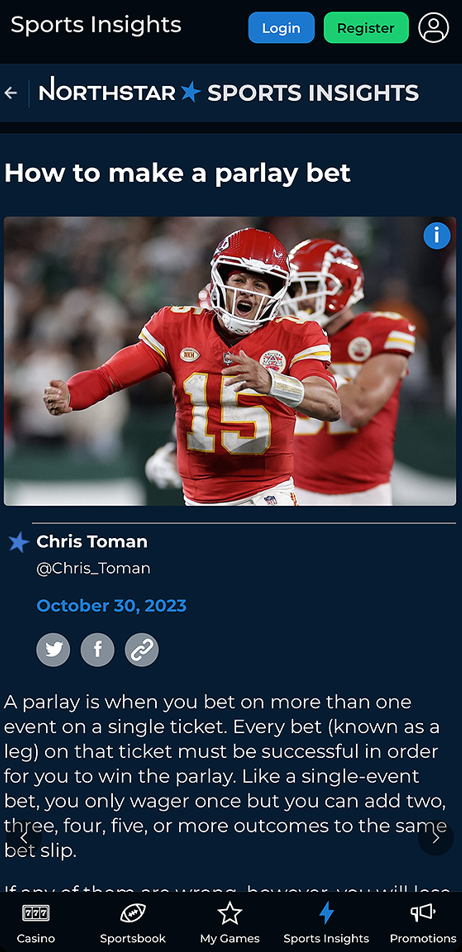 Sports Insights
Login
Register
NORTHSTAR SPORTS INSIGHTS
How to make a parlay bet
i
15
Chris Toman
@Chris_Toman
October 30, 2023
A parlay is when you bet on more than one
event on a single ticket. Every bet (known as a
leg) on that ticket must be successful in order
for you to win the parlay. Like a single-event
bet, you only wager once but you can add two,
three, four, five, or more outcomes to the same
bet slip.
If any of them are wrong, however, you will lose
777
Casino
Sportsbook
My Games
Sports Insights
Promotions